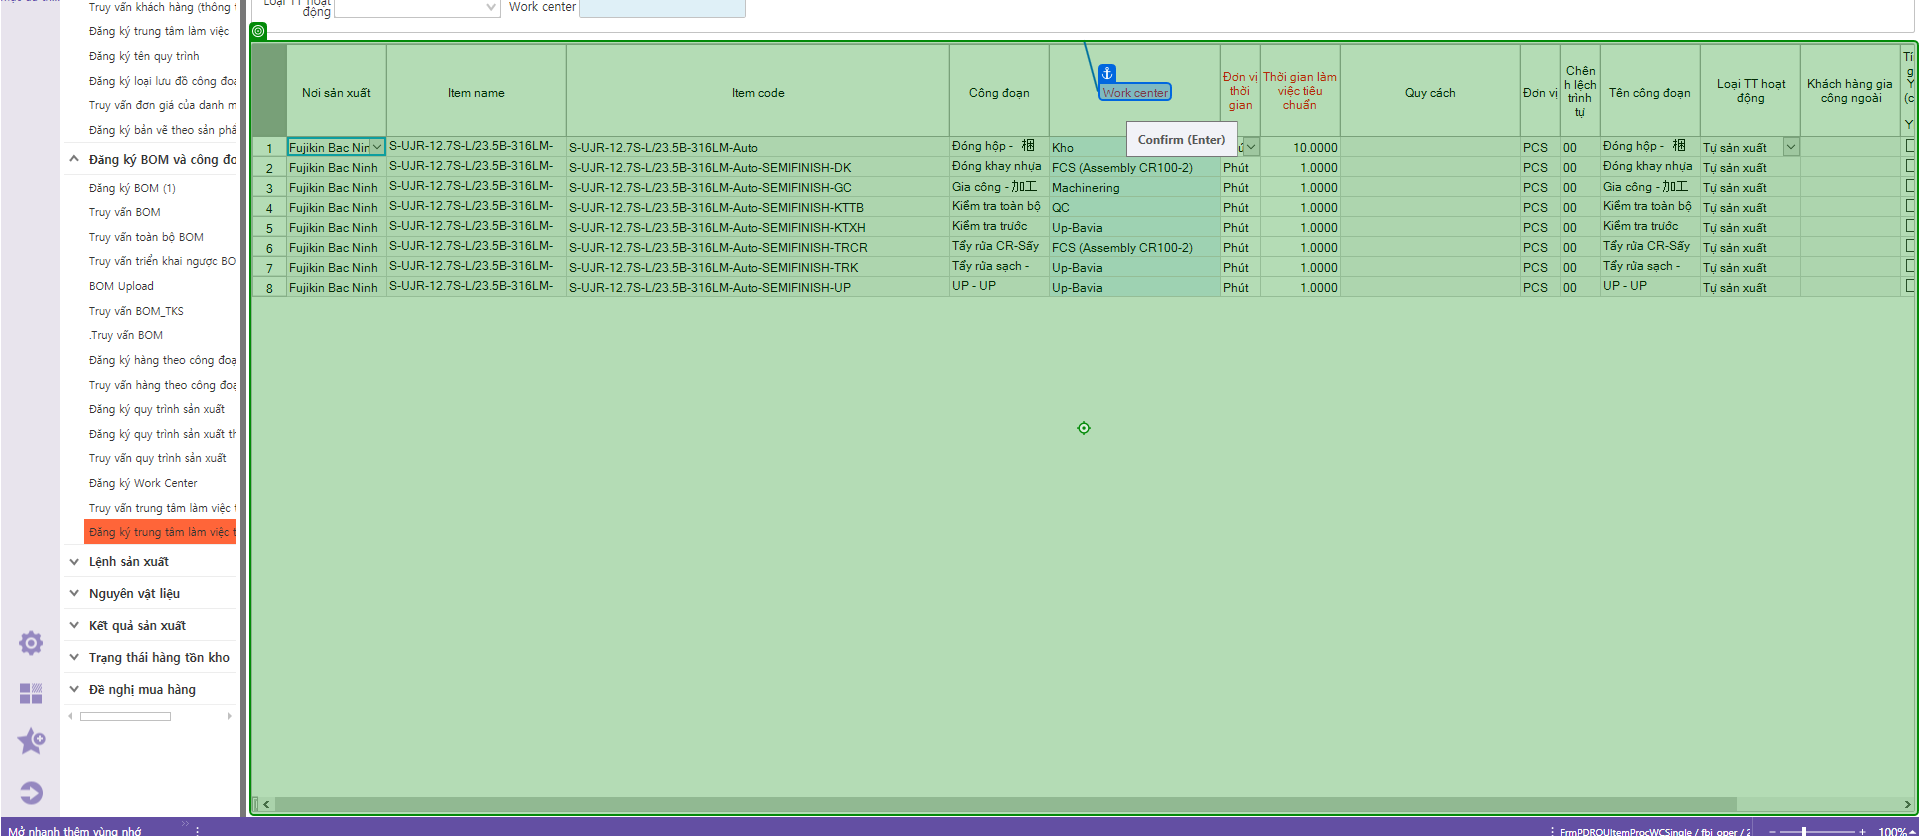 Truy vấn khách hàng (thông
Đăng ký trung tâm làm việc
Đăng ký tên quy trình
Đăng ký loại lưu đồ công đoạ
Truy vấn đơn giá của danh m
Đăng ký bản vẽ theo sản phẩ
Đăng ký BOM và công đo
Đăng ký BOM (1)
Truy vấn BOM
Truy vấn toàn bộ BOM
Truy vấn triển khai ngược BO
BOM Upload
Truy vấn BOM_TKS
.Truy vấn BOM
Đăng ký hàng theo công đoạ
Truy vấn hàng theo công đoạ
Đăng ký quy trình sản xuất
Đăng ký quy trình sản xuất th
Truy vấn quy trình sản xuất
Đăng ký Work Center
Truy vấn trung tâm làm việc t
Đăng ký trung tâm làm việc t
Lệnh sản xuất
Nguyên vật liệu
Kết quả sản xuất
Trạng thái hàng tồn kho
Đề nghị mua hàng
Loại TT hoạt
động
Work center
Nơi sản xuất Item name Item code Công đoạn Work center Đơn vị thời gian Thời gian làm việc tiêu chuẩn Quy cách Đơn vị Chên h lệch trình tự Tên công đoạn Loại TT hoạt động Khách hàng gia công ngoài
Confirm (Enter)
1 Fujikin Bac Nin S-UJR-12.7S-L/23.5B-316LM- S-UJR-12.7S-L/23.5B-316LM-Auto Đóng hộp - 梱 Kho 10.0000 PCS 00 Đóng hộp - 梱 Tự sản xuất
2 Fujikin Bac Ninh S-UJR-12.7S-L/23.5B-316LM- S-UJR-12.7S-L/23.5B-316LM-Auto-SEMIFINISH-DK Đóng khay nhựa FCS (Assembly CR100-2) Phút 1.0000 PCS 00 Đóng khay nhựa Tự sản xuất
3 Fujikin Bac Ninh S-UJR-12.7S-L/23.5B-316LM- S-UJR-12.7S-L/23.5B-316LM-Auto-SEMIFINISH-GC Gia công - 加工 Machinering Phút 1.0000 PCS 00 Gia công - 加工 Tự sản xuất
4 Fujikin Bac Ninh S-UJR-12.7S-L/23.5B-316LM- S-UJR-12.7S-L/23.5B-316LM-Auto-SEMIFINISH-KTTB Kiểm tra toàn bộ QC Phút 1.0000 PCS 00 Kiểm tra toàn bộ Tự sản xuất
5 Fujikin Bac Ninh S-UJR-12.7S-L/23.5B-316LM- S-UJR-12.7S-L/23.5B-316LM-Auto-SEMIFINISH-KTXH Kiểm tra trước Up-Bavia Phút 1.0000 PCS 00 Kiểm tra trước Tự sản xuất
6 Fujikin Bac Ninh S-UJR-12.7S-L/23.5B-316LM- S-UJR-12.7S-L/23.5B-316LM-Auto-SEMIFINISH-TRCR Tẩy rửa CR-Sấy FCS (Assembly CR100-2) Phút 1.0000 PCS 00 Tẩy rửa CR-Sấy Tự sản xuất
7 Fujikin Bac Ninh S-UJR-12.7S-L/23.5B-316LM- S-UJR-12.7S-L/23.5B-316LM-Auto-SEMIFINISH-TRK Tẩy rửa sạch - Up-Bavia Phút 1.0000 PCS 00 Tẩy rửa sạch - Tự sản xuất
8 Fujikin Bac Ninh S-UJR-12.7S-L/23.5B-316LM- S-UJR-12.7S-L/23.5B-316LM-Auto-SEMIFINISH-UP UP - UP Up-Bavia Phút 1.0000 PCS 00 UP - UP Tự sản xuất
Mở nhanh thêm vùng nhớ
FrmPDROUItemProcWCSingle / fbi_oper / 2
100%